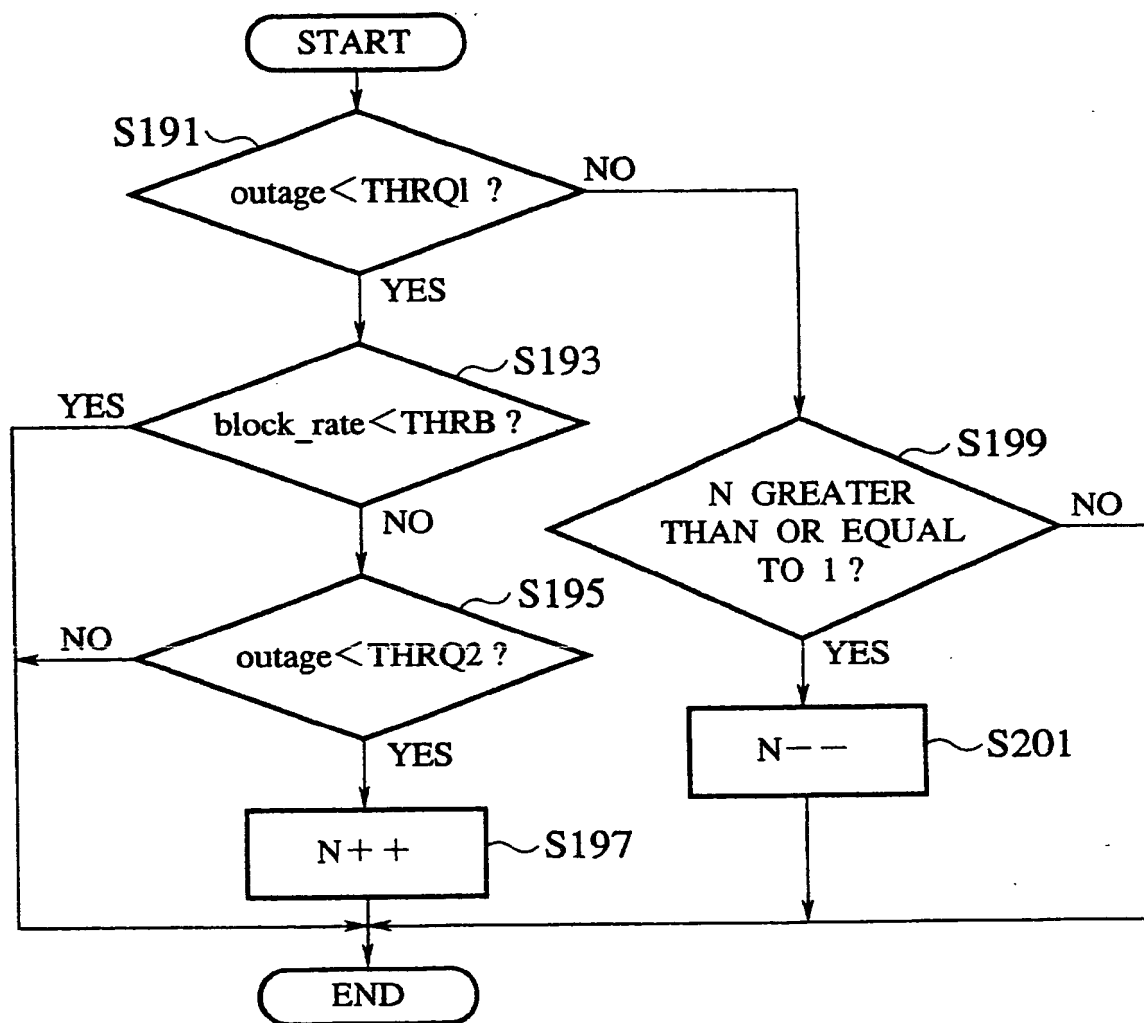 START
S191
outage<THRQ1 ?
NO
YES
S193
YES
block_rate<THRB ?
NO
S199
N GREATER
THAN OR EQUAL
TO 1 ?
NO
S195
NO
outage<THRQ2 ?
YES
YES
N−−
S201
N++
S197
END